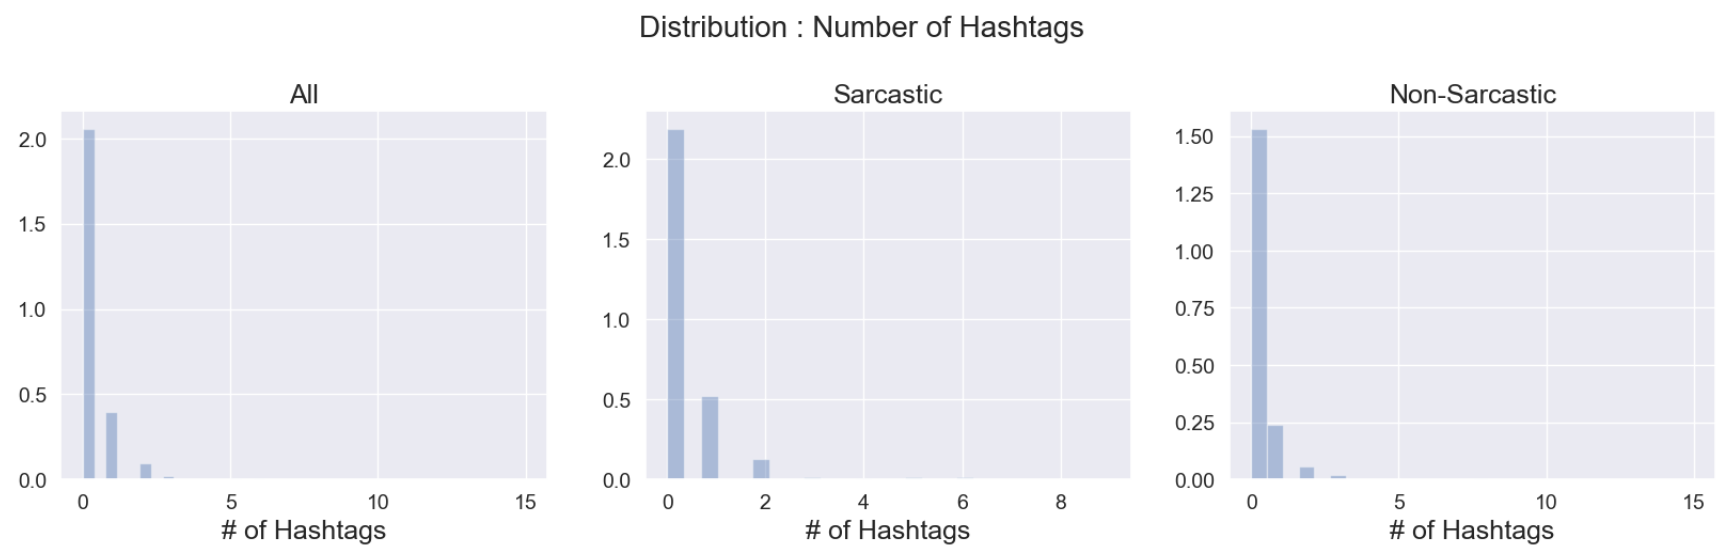 Distribution : Number of Hashtags
All
2.0
1.5
1.0
0.5
0.0
0 5 10 15
# of Hashtags
Sarcastic
2.0
1.5
1.0
0.5
0.0
0 2 4 6 8
# of Hashtags
Non-Sarcastic
1.50
1.25
1.00
0.75
0.50
0.25
0.00
0 5 10 15
# of Hashtags